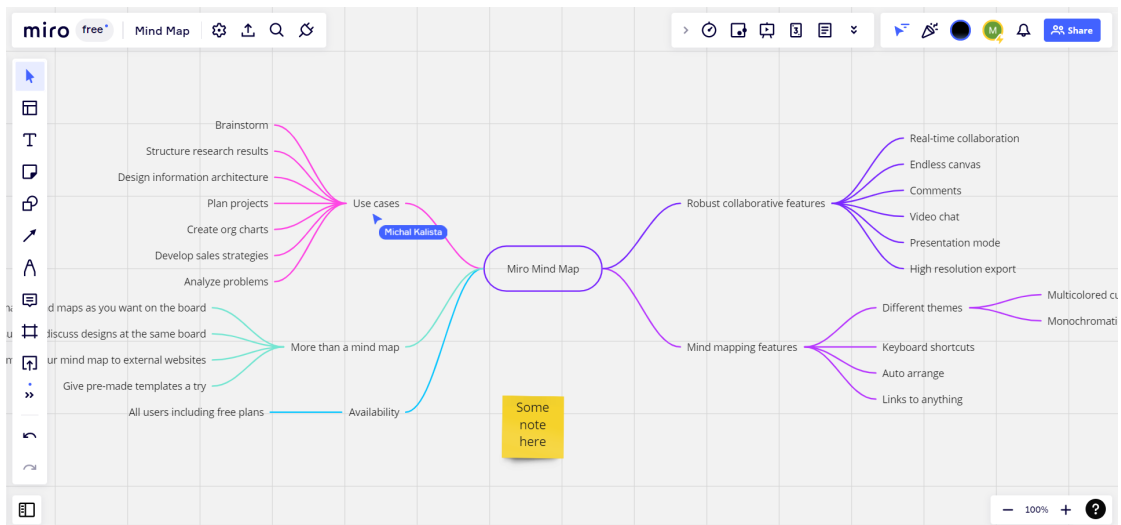 miro free Mind Map
3
M
Share
T
Brainstorm
Structure research results
Design information architecture
Plan projects
Create org charts
Develop sales strategies
Analyze problems
Use cases
Michal Kalista
d maps as you want on the board
discuss designs at the same board
ur mind map to external websites
Give pre-made templates a try
More than a mind map
All users including free plans
Availability
Miro Mind Map
Some
note
here
Robust collaborative features
Real-time collaboration
Endless canvas
Comments
Video chat
Presentation mode
High resolution export
Mind mapping features
Different themes
Multicolored cu
Monochromati
Keyboard shortcuts
Auto arrange
Links to anything
100%
?